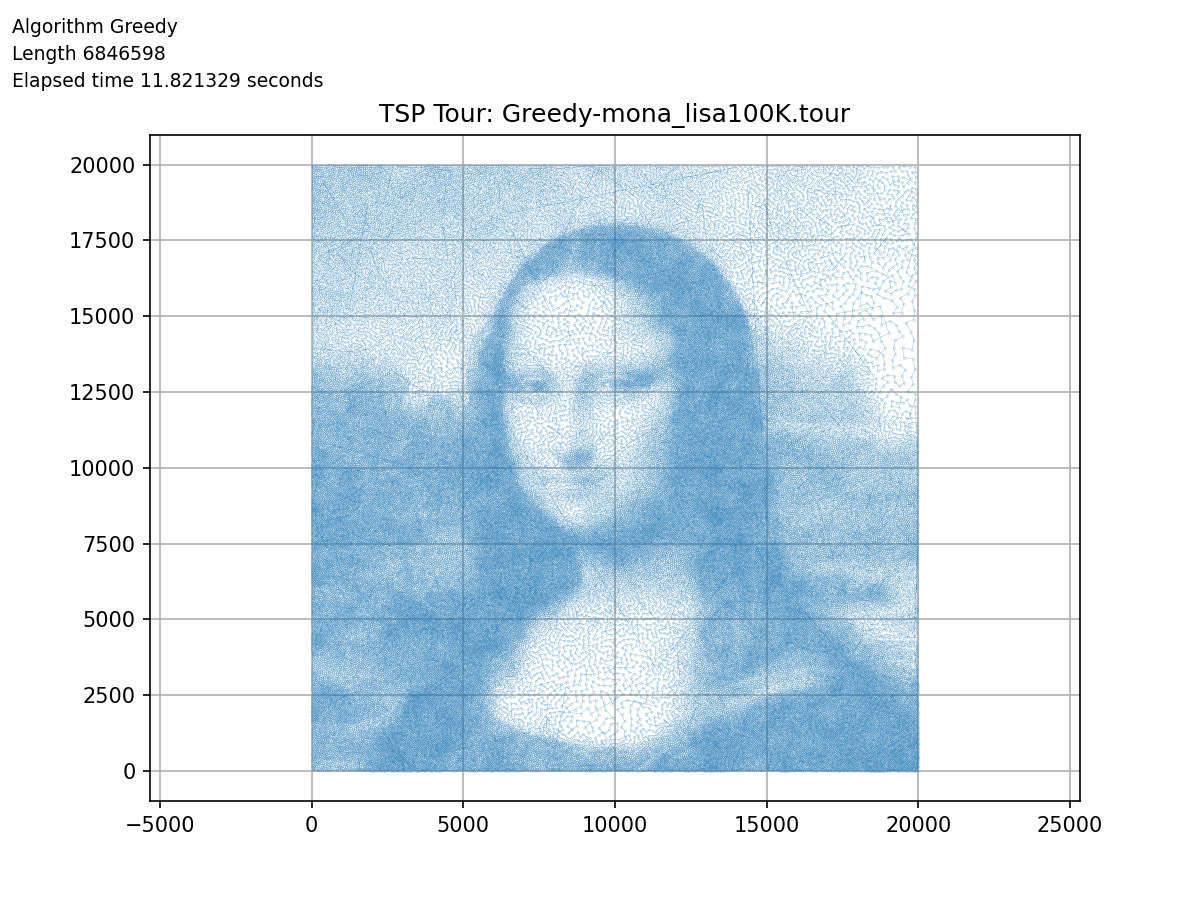 Algorithm Greedy
Length 6846598
Elapsed time 11.821329 seconds
TSP Tour: Greedy-mona_lisa100K.tour
20000
17500
15000
12500
10000
7500
5000
2500
0
−5000 0 5000 10000 15000 20000 25000